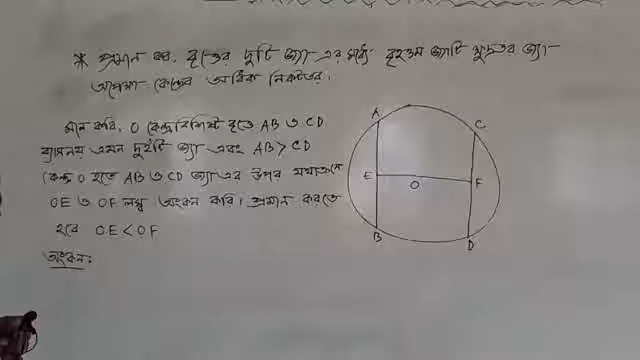 * প্রমান কর, বৃত্তের দুটি জ্যা এর মধ্যে বৃহত্তম জ্যাটি ক্ষুদ্রতর জ্যা
অপেক্ষা কেন্দ্রের অধিক নিকটতর।
মনে করি, O কেন্দ্রবিশিষ্ট বৃত্তে AB ও CD
ব্যাসনয় এমন দুইটি জ্যা এবং AB > CD
কেন্দ্র O হতে AB ও CD জ্যা এর উপর যথাক্রমে
OE ও OF লম্ব অংকন করি। প্রমান করতে
হবে OE < OF
অংকন:
A
C
E
O
F
B
D